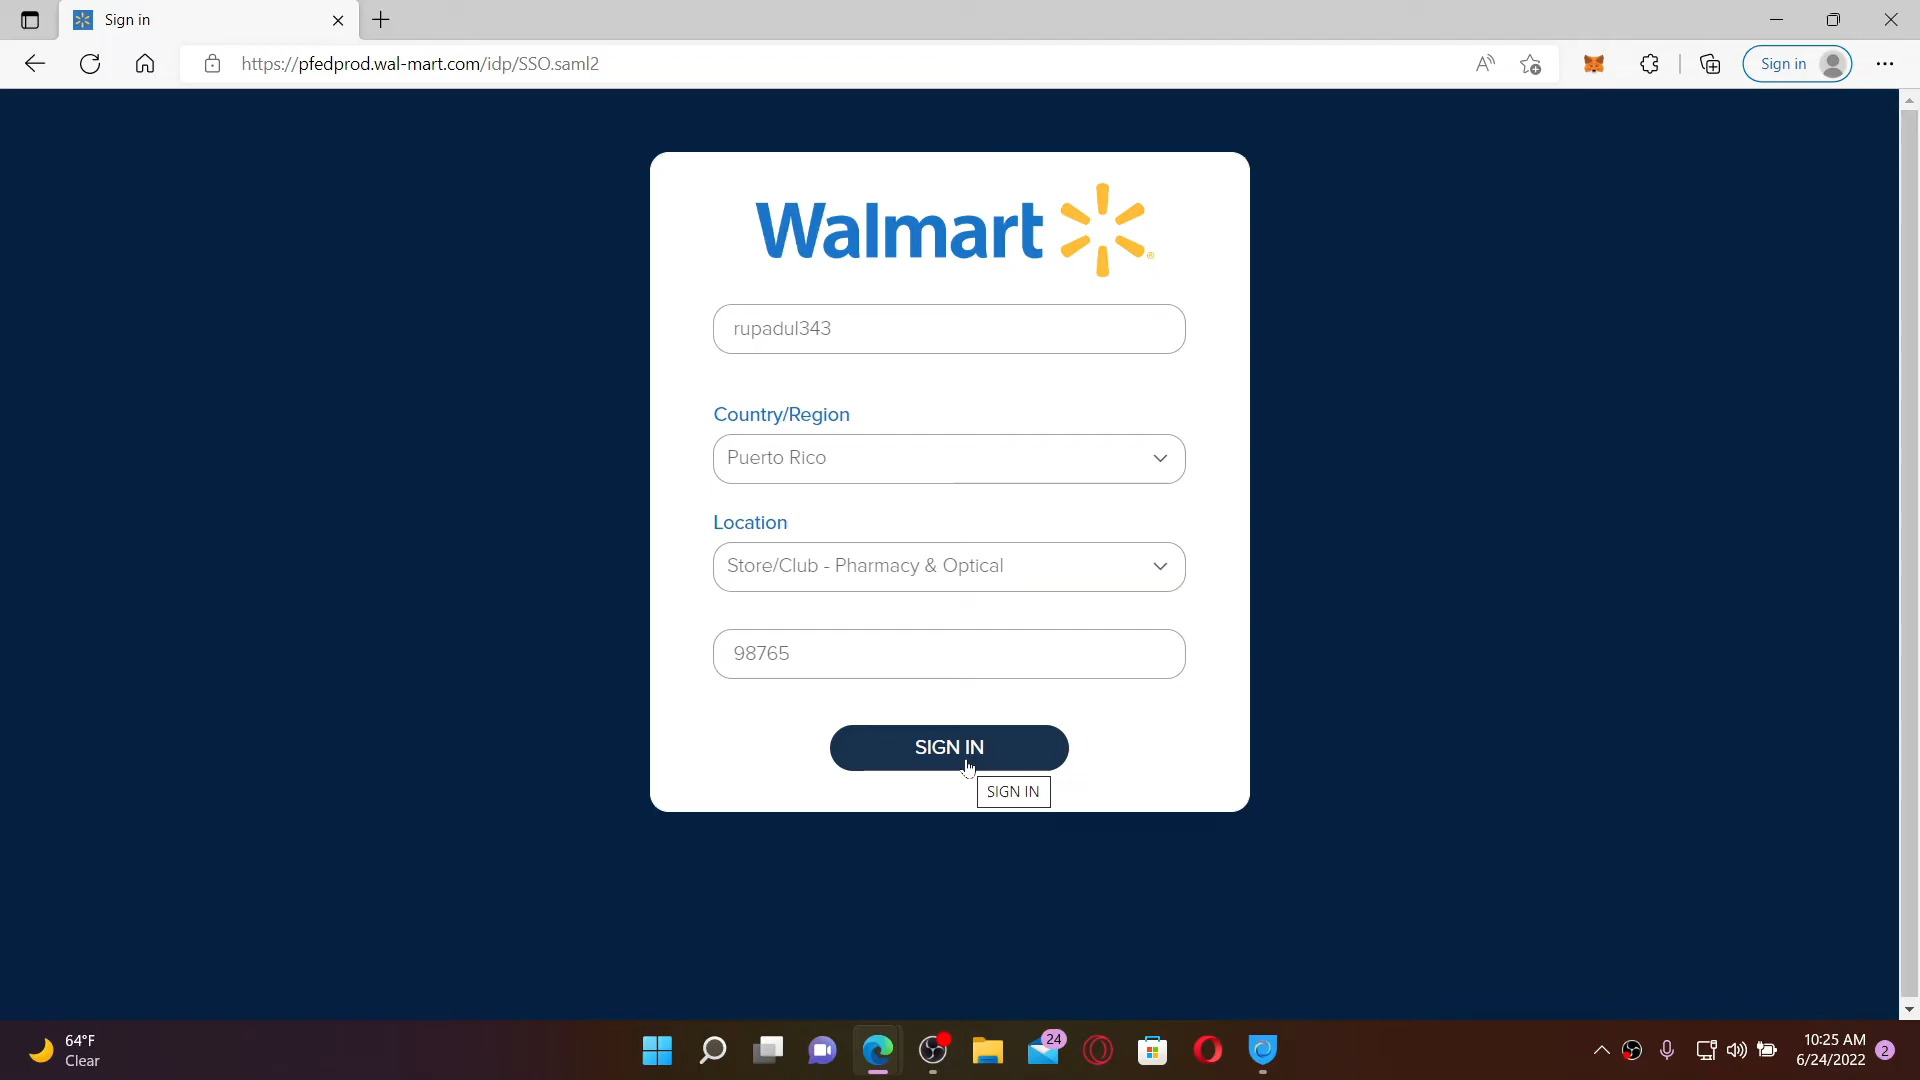 Sign in
https://pfedprod.wal-mart.com/idp/SSO.saml2
A
Sign in
Walmart
®
rupadul343
Country/Region
Puerto Rico
Location
Store/Club - Pharmacy & Optical
98765
SIGN IN
SIGN IN
64°F
Clear
24
10:25 AM
6/24/2022
2